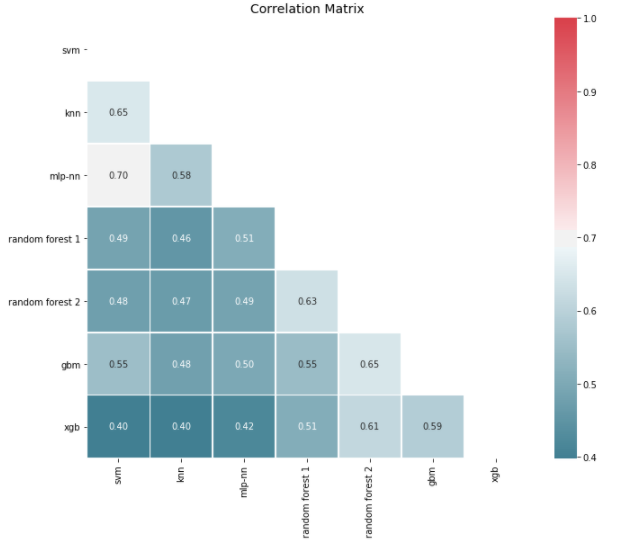 Correlation Matrix
svm
knn 0.65
mlp-nn 0.70 0.58
random forest 1 0.49 0.46 0.51
random forest 2 0.48 0.47 0.49 0.63
gbm 0.55 0.48 0.50 0.55 0.65
xgb 0.40 0.40 0.42 0.51 0.61 0.59
svm knn mlp-nn random forest 1 random forest 2 gbm xgb
1.0
0.9
0.8
0.7
0.6
0.5
0.4